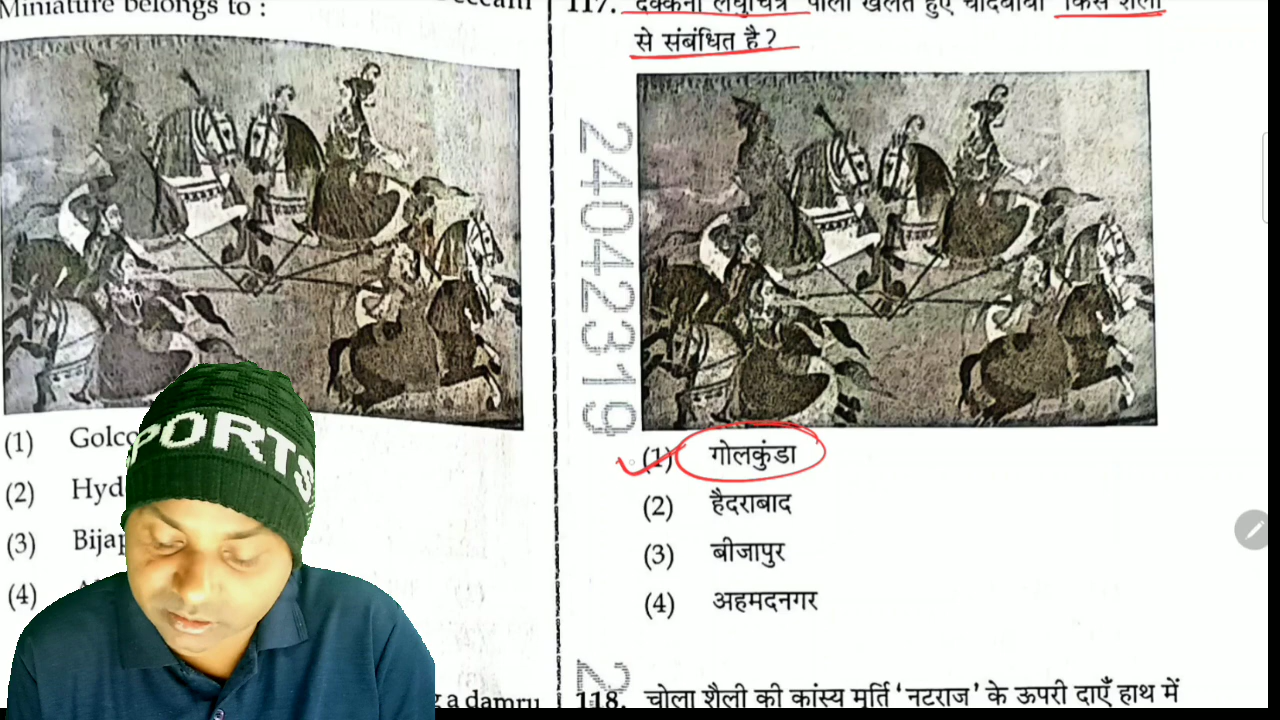 Miniature belongs to :
(1) Golco
(2) Hyd
(3) Bijap
(4)
g a damru
SPORTS
117. दक्कनी लघुचित्र पोलो खेलते हुए चाँदबीबी किस शैली
से संबंधित है ?
24042319
(1) गोलकुंडा
(2) हैदराबाद
(3) बीजापुर
(4) अहमदनगर
2
118. चोला शैली की कांस्य मूर्ति ‘नटराज’ के ऊपरी दाएँ हाथ में